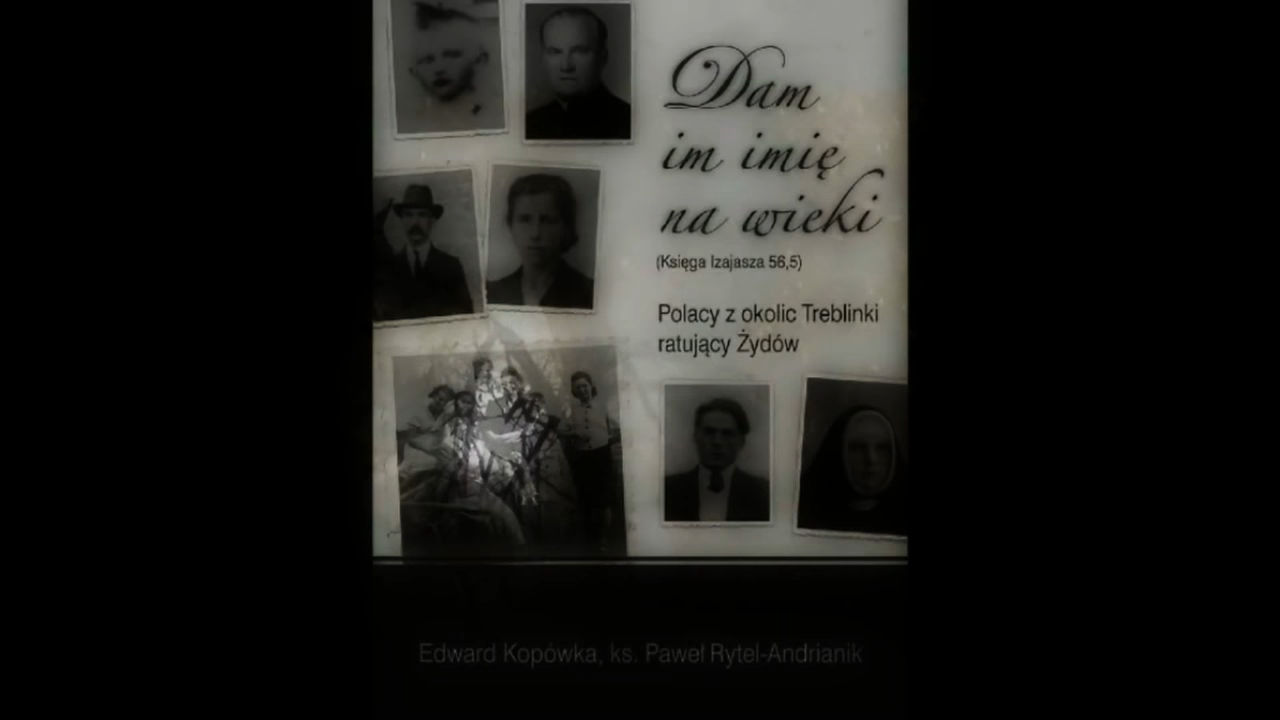 Dam
im imię
na wieki
(Księga Izajasza 56,5)
Polacy z okolic Treblinki
ratujący Żydów
Edward Kopówka, ks. Paweł Rytel-Andrianik